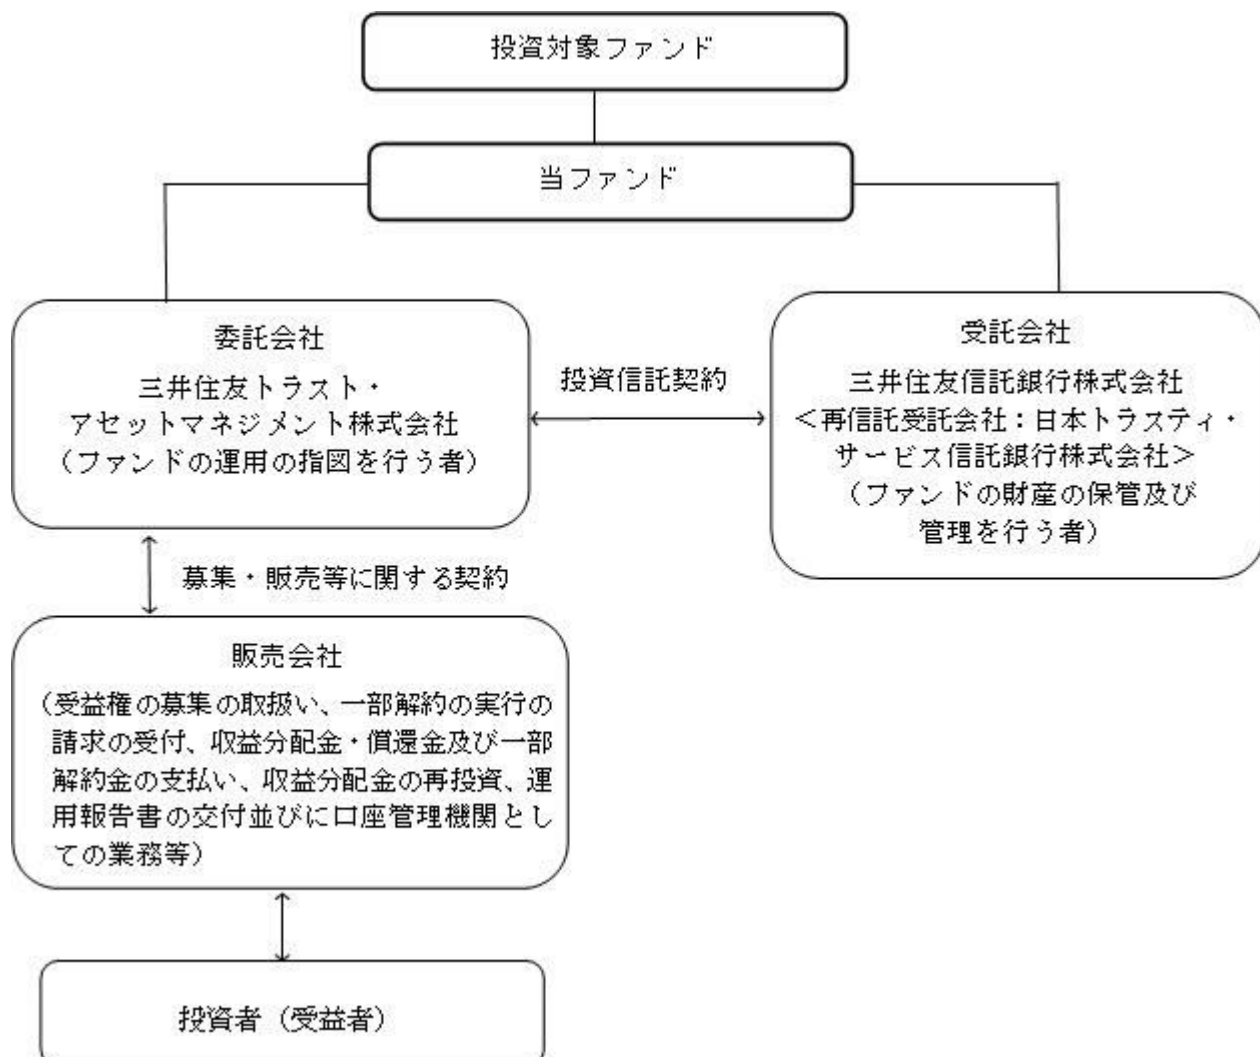 投資対象ファンド
当ファンド
委託会社
三井住友トラスト・
アセットマネジメント株式会社
（ファンドの運用の指図を行う者）
投資信託契約
受託会社
三井住友信託銀行株式会社
＜再信託受託会社：日本トラスティ・
サービス信託銀行株式会社＞
（ファンドの財産の保管及び
管理を行う者）
募集・販売等に関する契約
販売会社
（受益権の募集の取扱い、一部解約の実行の
請求の受付、収益分配金・償還金及び一部
解約金の支払い、収益分配金の再投資、運
用報告書の交付並びに口座管理機関とし
ての業務等）
投資者（受益者）